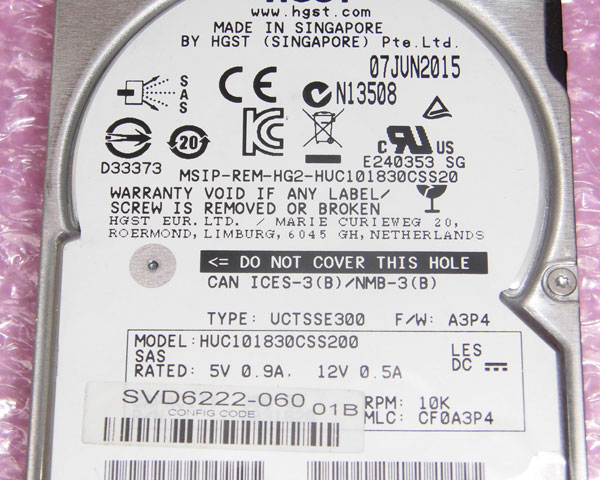 HGST
www.hgst.com
MADE IN SINGAPORE
BY HGST (SINGAPORE) Pte.Ltd.
07JUN2015
SAS
CE
N13508
20
D33373
C US
E240353 SG
MSIP-REM-HG2-HUC101830CSS20
WARRANTY VOID IF ANY LABEL/
SCREW IS REMOVED OR BROKEN
HGST EUR.LTD. / MARIE CURIEWEG 20,
ROERMOND, LIMBURG, 6045 GH, NETHERLANDS
<= DO NOT COVER THIS HOLE
CAN ICES-3(B)/NMB-3(B)
TYPE: UCTSSE300 F/W: A3P4
MODEL:HUC101830CSS200
SAS
RATED: 5V 0.9A, 12V 0.5A
LES
DC
SVD6222-060 01B
CONFIG CODE
RPM: 10K
MLC: CF0A3P4